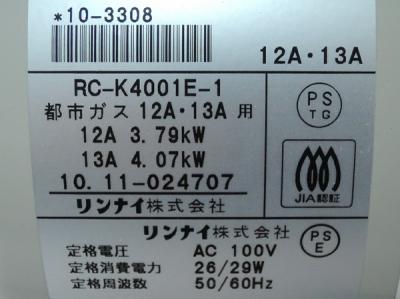 *10-3308
12A・13A
RC-K4001E-1
都市ガス 12A・13A 用
12A 3.79kW
13A 4.07kW
10.11-024707
リンナイ株式会社
PS
TG
JIA認証
リンナイ株式会社
PS
E
定格電圧 AC 100V
定格消費電力 26/29W
定格周波数 50/60Hz